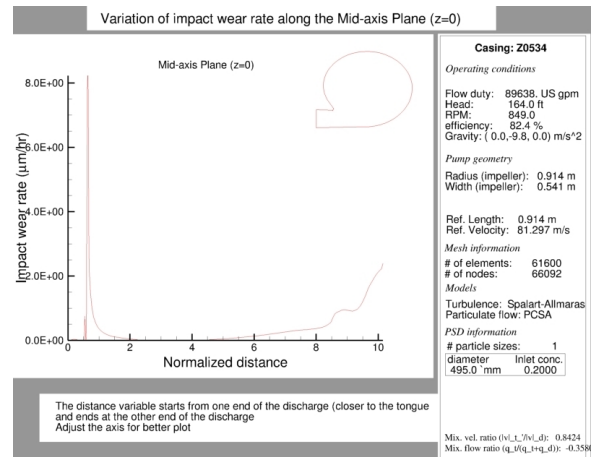 Variation of impact wear rate along the Mid-axis Plane (z=0)
Mid-axis Plane (z=0)
Impact wear rate (μm/hr)
8.0E+00
6.0E+00
4.0E+00
2.0E+00
0.0E+00
0 2 4 6 8 10
Normalized distance
The distance variable starts from one end of the discharge (closer to the tongue
and ends at the other end of the discharge
Adjust the axis for better plot
Casing: Z0534
Operating conditions
Flow duty: 89638. US gpm
Head: 164.0 ft
RPM: 849.0
efficiency: 82.4 %
Gravity: ( 0.0,-9.8, 0.0) m/s^2
Pump geometry
Radius (impeller): 0.914 m
Width (impeller): 0.541 m
Ref. Length: 0.914 m
Ref. Velocity: 81.297 m/s
Mesh information
# of elements: 61600
# of nodes: 66092
Models
Turbulence: Spalart-Allmaras
Particulate flow: PCSA
PSD information
# particle sizes: 1
diameter Inlet conc.
495.0 `mm 0.2000
Mix. vel. ratio (|v|_t_'/|v|_d): 0.8424
Mix. flow ratio (q_t/(q_t+q_d)): -0.358